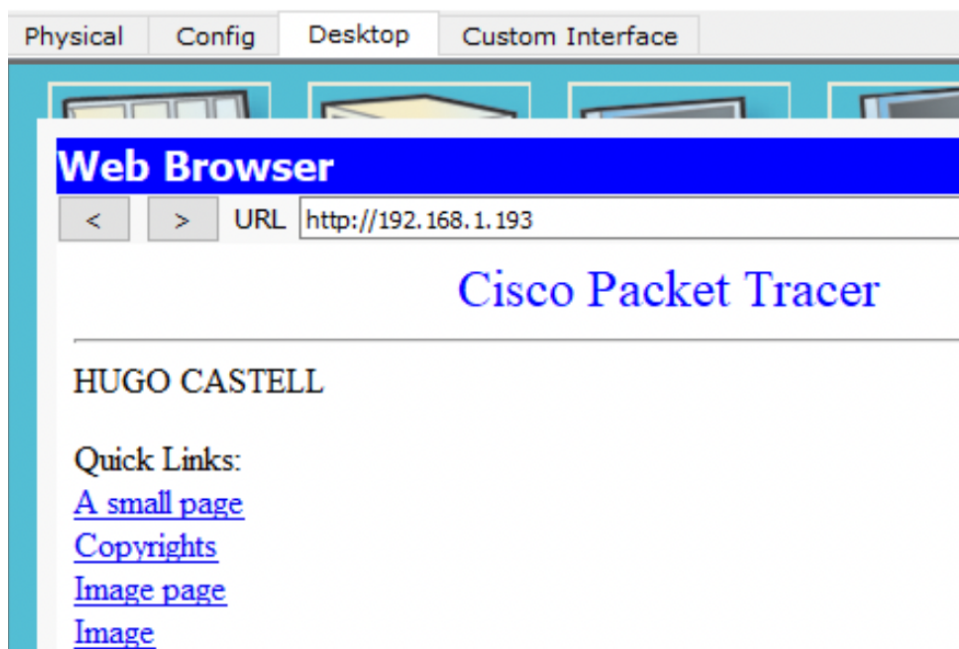 Physical Config Desktop Custom Interface
Web Browser
< > URL http://192.168.1.193
Cisco Packet Tracer
HUGO CASTELL
Quick Links:
A small page
Copyrights
Image page
Image